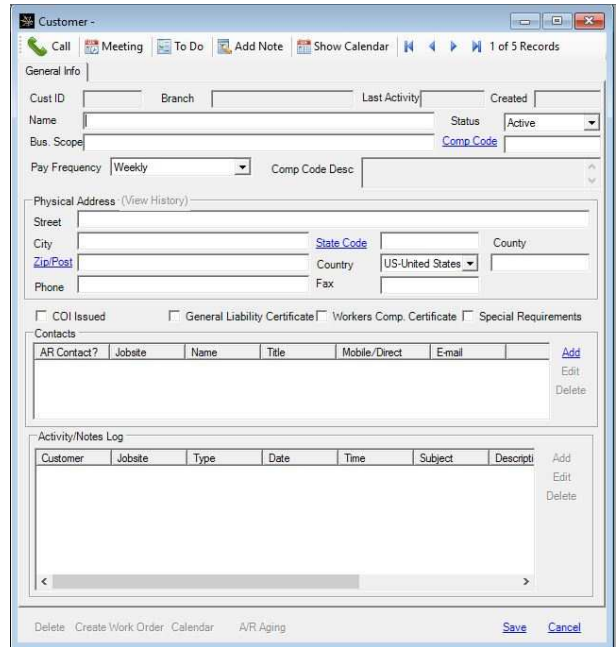 Customer -
Call Meeting To Do Add Note Show Calendar 1 of 5 Records
General Info
Cust ID Branch Last Activity Created
Name Status Active
Bus. Scope Comp Code
Pay Frequency Weekly Comp Code Desc
Physical Address (View History)
Street
City State Code County
Zip/Post Country US-United States
Phone Fax
COI Issued General Liability Certificate Workers Comp. Certificate Special Requirements
Contacts
AR Contact? Jobsite Name Title Mobile/Direct E-mail Add
Edit
Delete
Activity/Notes Log
Customer Jobsite Type Date Time Subject Descripti Add
Edit
Delete
Delete Create Work Order Calendar A/R Aging Save Cancel